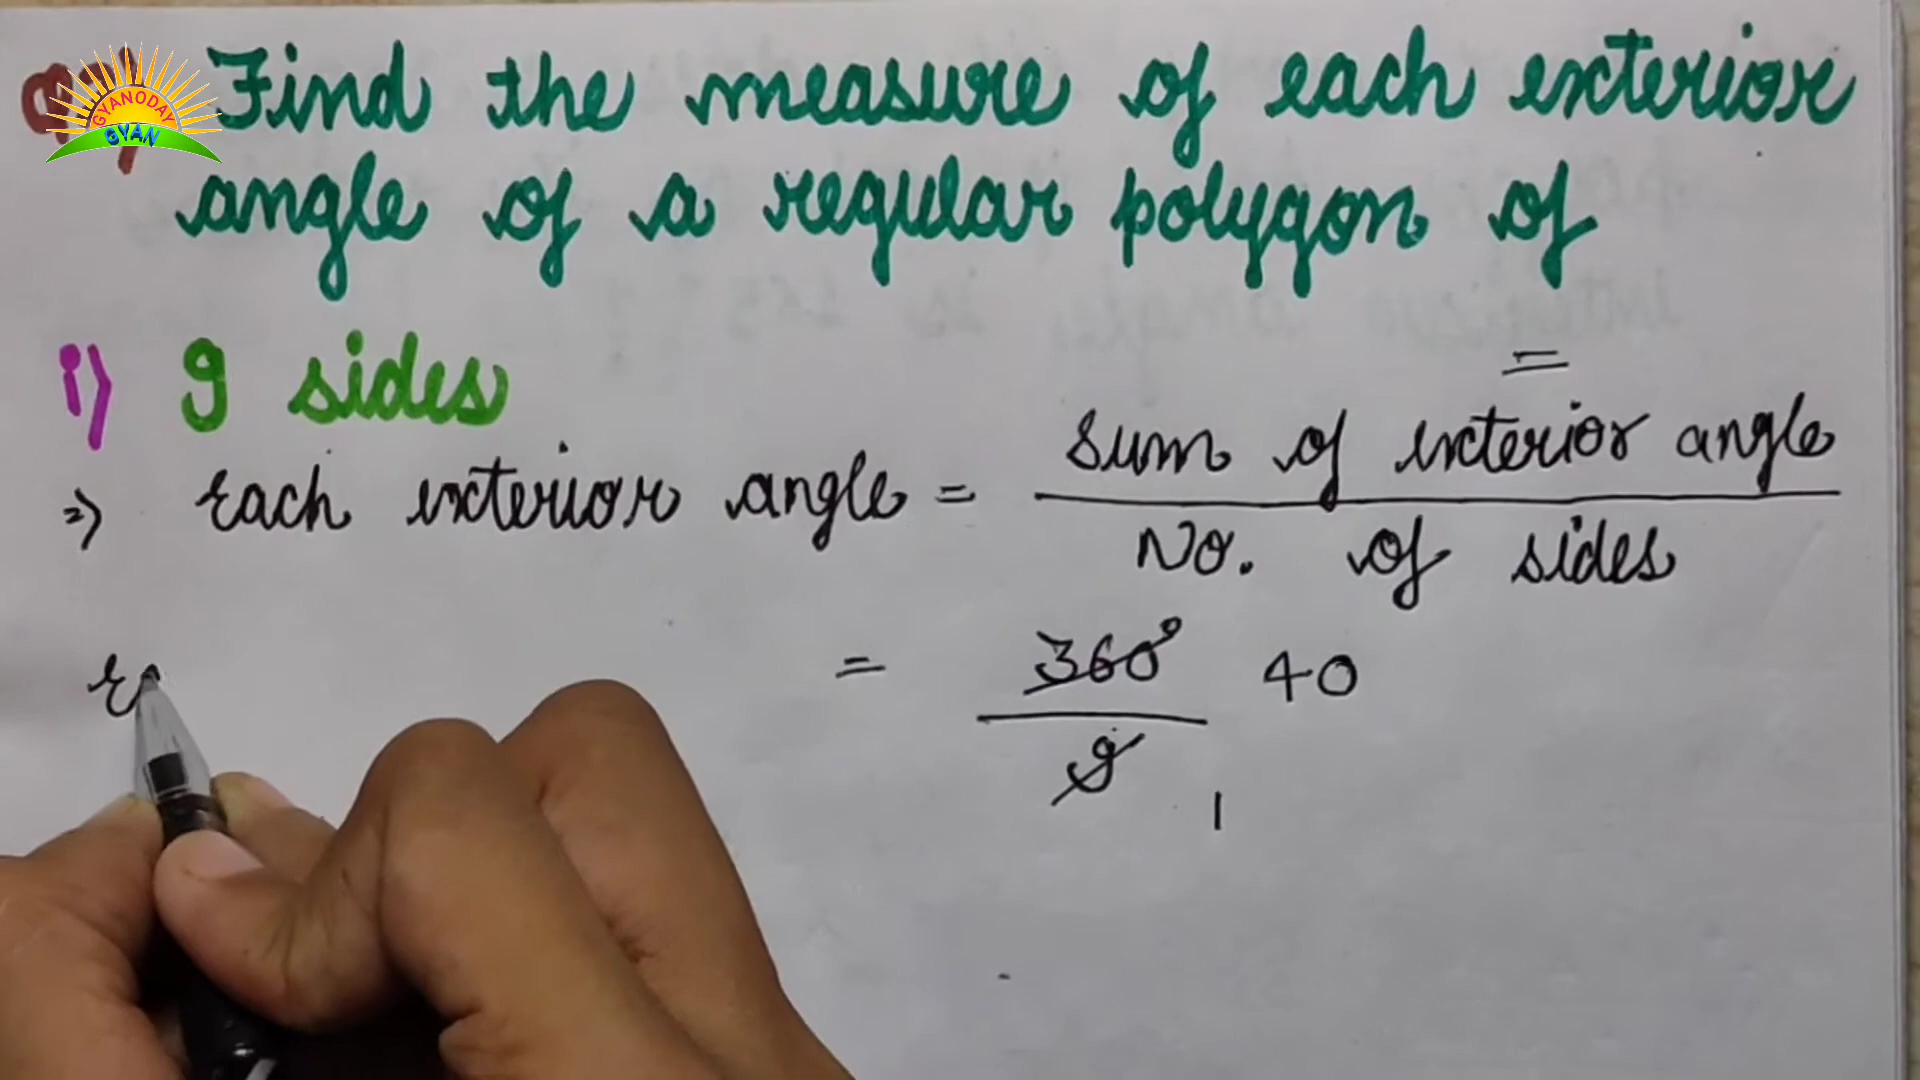 GYANODAY
GYAN
Q1) Find the measure of each exterior
angle of a regular polygon of
i) 9 sides
=
⇒ Each exterior angle = Sum of exterior angle
No. of sides
= 360° 40
9 1